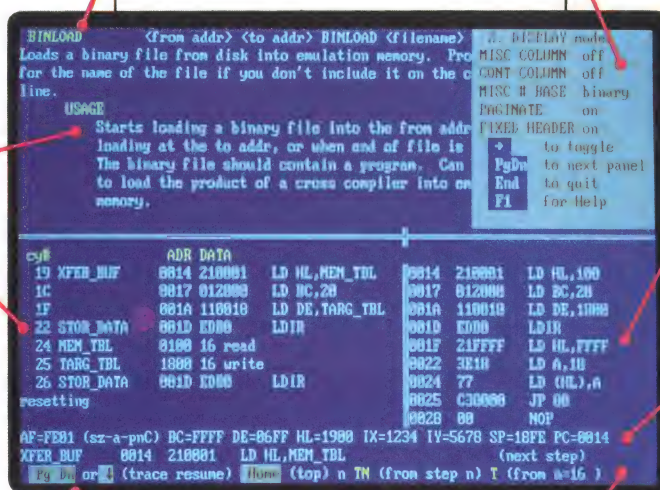 BINLOAD <from addr> <to addr> BINLOAD <filename>
Loads a binary file from disk into emulation memory. Pro
for the name of the file if you don't include it on the c
line.
USAGE
Starts loading a binary file into the from addr
loading at the to addr, or when end of file is
The binary file should contain a program. Can
to load the product of a cross compiler into em
memory.
DISPLAY mode
MISC COLUMN off
CONT COLUMN off
MISC # BASE binary
PAGINATE on
FIXED HEADER on
to toggle
PgDn to next panel
End to quit
F1 for Help
cy# ADR DATA
19 XFER_BUF 0014 210001 LD HL,MEM_TBL
1C 0017 012000 LD BC,20
1F 001A 110018 LD DE,TARG_TBL
22 STOR_DATA 001D EDB0 LDIR
24 MEM_TBL 0100 16 read
25 TARG_TBL 1800 16 write
26 STOR_DATA 001D EDB0 LDIR
resetting
0014 210001 LD HL,100
0017 012000 LD BC,20
001A 110018 LD DE,1800
001D EDB0 LDIR
001F 21FFFF LD HL,FFFF
0022 3E18 LD A,18
0024 77 LD (HL),A
0025 C30000 JP 00
0028 00 NOP
AF=FE01 (sz-a-pnC) BC=FFFF DE=06FF HL=1900 IX=1234 IY=5678 SP=18FE PC=0014
XFER_BUF 0014 210001 LD HL,MEM_TBL (next step)
Pg Dn or ↓ (trace resume) Home (top) n TN (from step n) T (from n=16 )